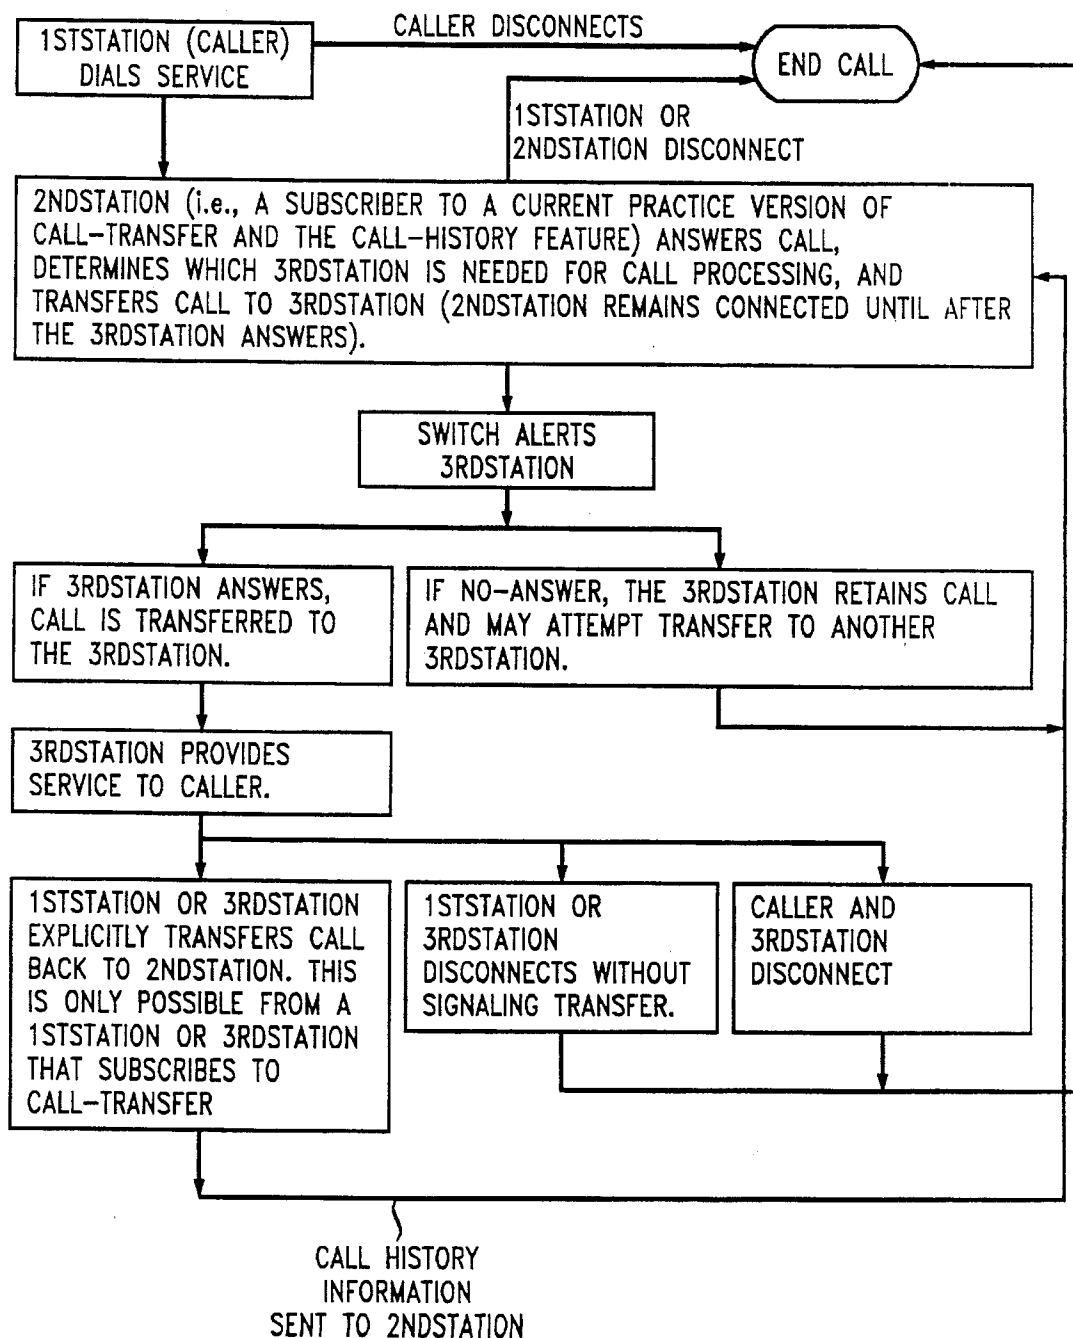 CALLER DISCONNECTS
1STSTATION (CALLER)
DIALS SERVICE
END CALL
1STSTATION OR
2NDSTATION DISCONNECT
2NDSTATION (i.e., A SUBSCRIBER TO A CURRENT PRACTICE VERSION OF
CALL-TRANSFER AND THE CALL-HISTORY FEATURE) ANSWERS CALL,
DETERMINES WHICH 3RDSTATION IS NEEDED FOR CALL PROCESSING, AND
TRANSFERS CALL TO 3RDSTATION (2NDSTATION REMAINS CONNECTED UNTIL AFTER
THE 3RDSTATION ANSWERS).
SWITCH ALERTS
3RDSTATION
IF 3RDSTATION ANSWERS,
CALL IS TRANSFERRED TO
THE 3RDSTATION.
IF NO-ANSWER, THE 3RDSTATION RETAINS CALL
AND MAY ATTEMPT TRANSFER TO ANOTHER
3RDSTATION.
3RDSTATION PROVIDES
SERVICE TO CALLER.
1STSTATION OR 3RDSTATION
EXPLICITLY TRANSFERS CALL
BACK TO 2NDSTATION. THIS
IS ONLY POSSIBLE FROM A
1STSTATION OR 3RDSTATION
THAT SUBSCRIBES TO
CALL-TRANSFER
1STSTATION OR
3RDSTATION
DISCONNECTS WITHOUT
SIGNALING TRANSFER.
CALLER AND
3RDSTATION
DISCONNECT
CALL HISTORY
INFORMATION
SENT TO 2NDSTATION